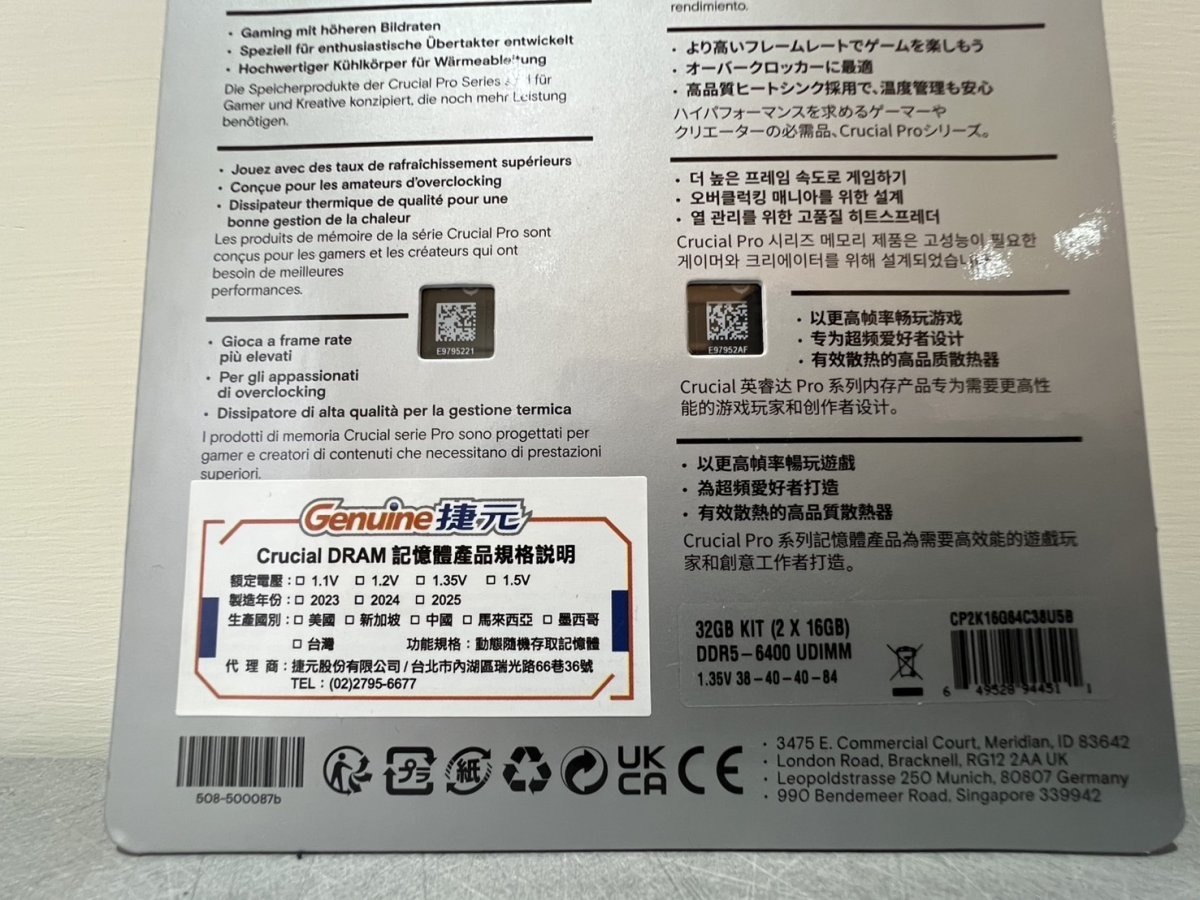 • Gaming mit höheren Bildraten
• Speziell für enthusiastische Übertakter entwickelt
• Hochwertiger Kühlkörper für Wärmeableitung
Die Speicherprodukte der Crucial Pro Series für
Gamer und Kreative konzipiert, die noch mehr Leistung
benötigen.
• Jouez avec des taux de rafraîchissement supérieurs
• Conçue pour les amateurs d'overclocking
• Dissipateur thermique de qualité pour une
bonne gestion de la chaleur
Les produits de mémoire de la série Crucial Pro sont
conçus pour les gamers et les créateurs qui ont
besoin de meilleures
performances.
E9795221
• Gioca a frame rate
più elevati
• Per gli appassionati
di overclocking
• Dissipatore di alta qualità per la gestione termica
I prodotti di memoria Crucial serie Pro sono progettati per
gamer e creatori di contenuti che necessitano di prestazioni
superiori.
rendimiento.
• より高いフレームレートでゲームを楽しもう
• オーバークロッカーに最適
• 高品質ヒートシンク採用で、温度管理も安心
ハイパフォーマンスを求めるゲーマーや
クリエーターの必需品、Crucial Proシリーズ。
• 더 높은 프레임 속도로 게임하기
• 오버클럭킹 매니아를 위한 설계
• 열 관리를 위한 고품질 히트스프레더
Crucial Pro 시리즈 메모리 제품은 고성능이 필요한
게이머와 크리에이터를 위해 설계되었습니다.
E97952AF
• 以更高帧率畅玩游戏
• 专为超频爱好者设计
• 有效散热的高品质散热器
Crucial 英睿达 Pro 系列内存产品专为需要更高性
能的游戏玩家和创作者设计。
• 以更高幀率暢玩遊戲
• 為超頻愛好者打造
• 有效散熱的高品質散熱器
Crucial Pro 系列記憶體產品為需要高效能的遊戲玩
家和創意工作者打造。
Genuine捷元
Crucial DRAM 記憶體產品規格說明
額定電壓：□ 1.1V □ 1.2V □ 1.35V □ 1.5V
製造年份：□ 2023 □ 2024 □ 2025
生產國別：□ 美國 □ 新加坡 □ 中國 □ 馬來西亞 □ 墨西哥
□ 台灣 功能規格：動態隨機存取記憶體
代 理 商：捷元股份有限公司 / 台北市內湖區瑞光路66巷36號
TEL：(02)2795-6677
32GB KIT (2 X 16GB)
DDR5-6400 UDIMM
1.35V 38-40-40-84
CP2K16G64C38U5B
6 49528 94451 1
508-500087b
プラ
紙
UK
CA
CE
• 3475 E. Commercial Court, Meridian, ID 83642
• London Road, Bracknell, RG12 2AA UK
• Leopoldstrasse 250 Munich, 80807 Germany
• 990 Bendemeer Road, Singapore 339942